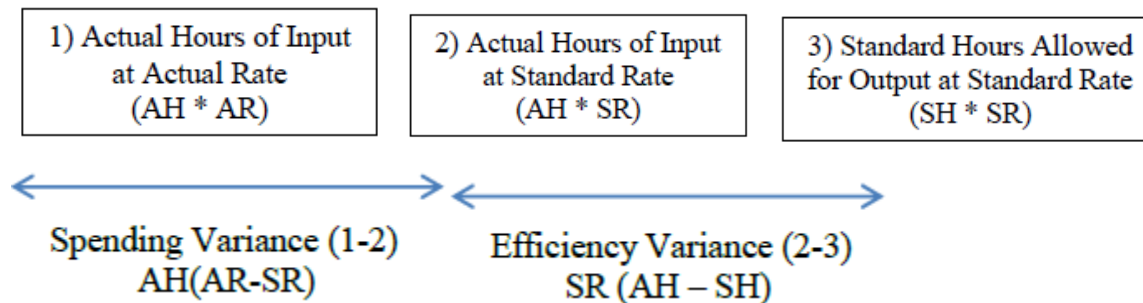 1) Actual Hours of Input
at Actual Rate
(AH * AR)
2) Actual Hours of Input
at Standard Rate
(AH * SR)
3) Standard Hours Allowed
for Output at Standard Rate
(SH * SR)
Spending Variance (1-2)
AH(AR-SR)
Efficiency Variance (2-3)
SR (AH – SH)